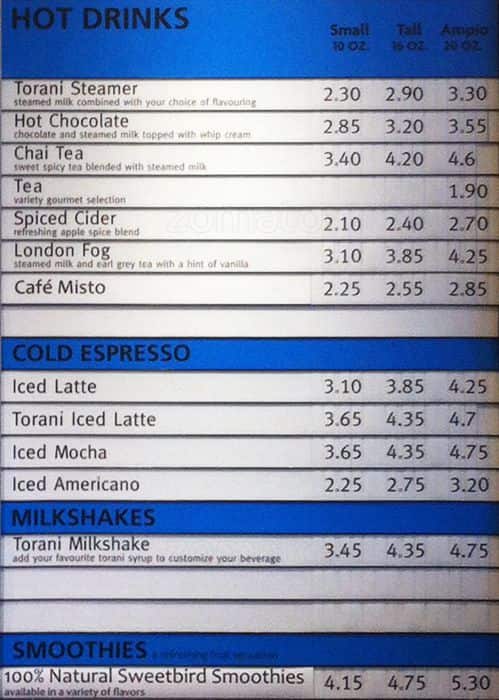 HOT DRINKS
Small Tall Ampio
10 OZ. 16 OZ. 20 OZ.
Torani Steamer 2.30 2.90 3.30
steamed milk combined with your choice of flavouring
Hot Chocolate 2.85 3.20 3.55
chocolate and steamed milk topped with whip cream
Chai Tea 3.40 4.20 4.6
sweet spicy tea blended with steamed milk
Tea 1.90
variety gourmet selection
Spiced Cider 2.10 2.40 2.70
refreshing apple spice blend
London Fog 3.10 3.85 4.25
steamed milk and earl grey tea with a hint of vanilla
Café Misto 2.25 2.55 2.85
zomato
COLD ESPRESSO
Iced Latte 3.10 3.85 4.25
Torani Iced Latte 3.65 4.35 4.7
Iced Mocha 3.65 4.35 4.75
Iced Americano 2.25 2.75 3.20
MILKSHAKES
Torani Milkshake 3.45 4.35 4.75
add your favourite torani syrup to customize your beverage
SMOOTHIES a refreshing fruit sensation
100% Natural Sweetbird Smoothies 4.15 4.75 5.30
available in a variety of flavors